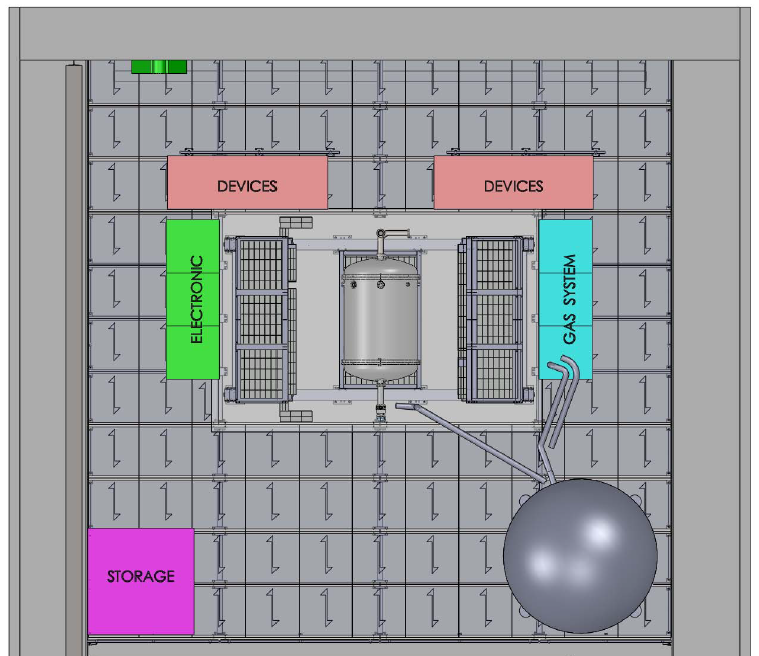 DEVICES
DEVICES
ELECTRONIC
GAS SYSTEM
STORAGE